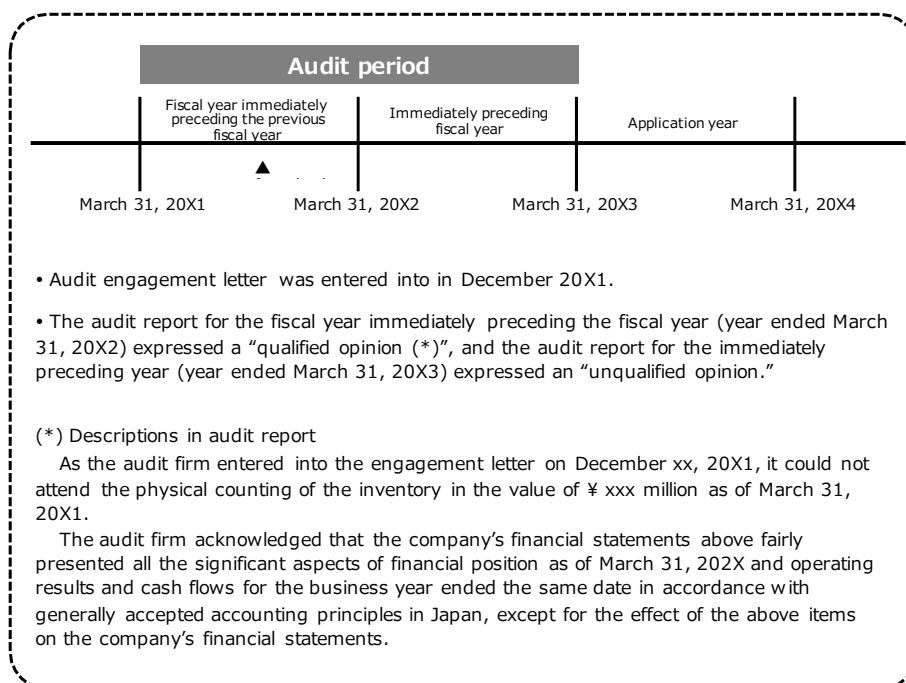 Audit period
Fiscal year immediately
preceding the previous
fiscal year
Immediately preceding
fiscal year
Application year
▲
March 31, 20X1
March 31, 20X2
March 31, 20X3
March 31, 20X4
• Audit engagement letter was entered into in December 20X1.
• The audit report for the fiscal year immediately preceding the fiscal year (year ended March
31, 20X2) expressed a “qualified opinion (*)”, and the audit report for the immediately
preceding year (year ended March 31, 20X3) expressed an “unqualified opinion.”
(*) Descriptions in audit report
As the audit firm entered into the engagement letter on December xx, 20X1, it could not
attend the physical counting of the inventory in the value of ¥ xxx million as of March 31,
20X1.
The audit firm acknowledged that the company’s financial statements above fairly
presented all the significant aspects of financial position as of March 31, 202X and operating
results and cash flows for the business year ended the same date in accordance with
generally accepted accounting principles in Japan, except for the effect of the above items
on the company’s financial statements.